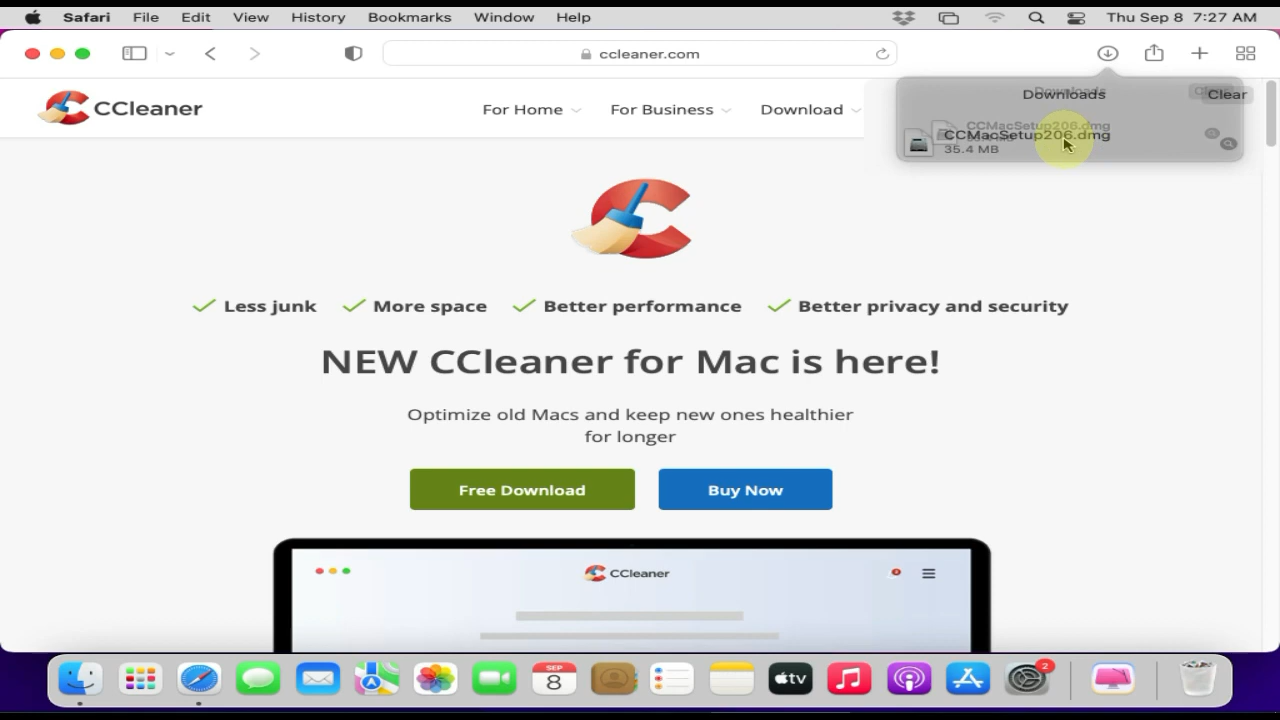 Safari File Edit View History Bookmarks Window Help Thu Sep 8 7:27 AM
ccleaner.com
Downloads Clear
CCleaner For Home For Business Download
CCMacSetup206.dmg
35.4 MB
Less junk More space Better performance Better privacy and security
NEW CCleaner for Mac is here!
Optimize old Macs and keep new ones healthier
for longer
Free Download Buy Now
CCleaner
SEP
8
tv
2